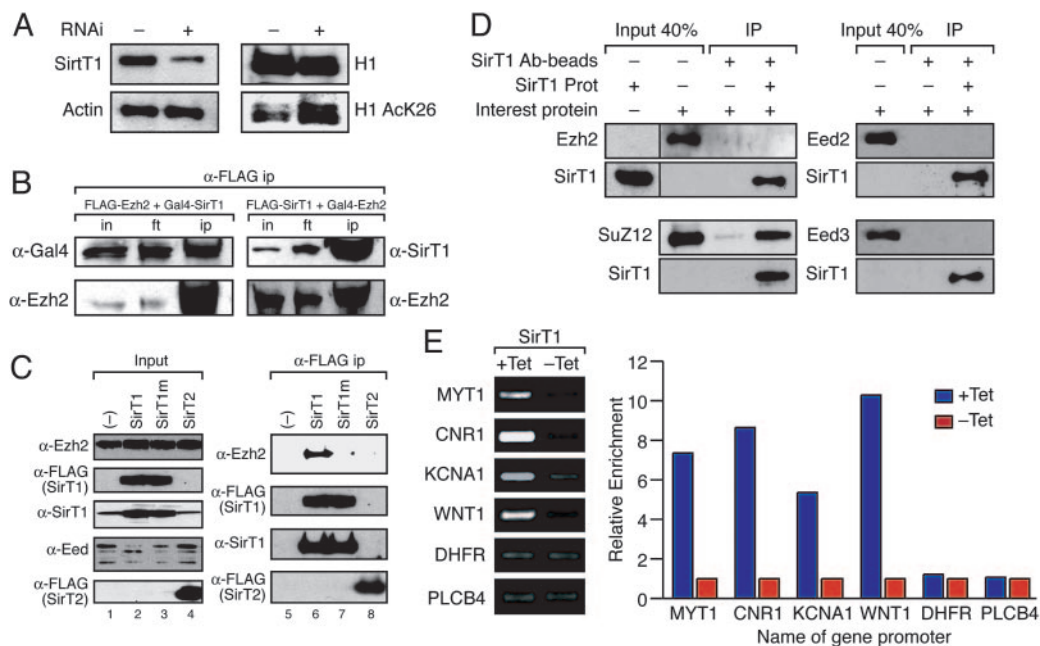 A
RNAi − + − +
SirtT1
H1
Actin
H1 AcK26
B
α-FLAG ip
FLAG-Ezh2 + Gal4-SirT1 FLAG-SirT1 + Gal4-Ezh2
in ft ip in ft ip
α-Gal4
α-SirT1
α-Ezh2
α-Ezh2
C
Input
(-) SirT1 SirT1m SirT2
α-Ezh2
α-FLAG
(SirT1)
α-SirT1
α-Eed
α-FLAG
(SirT2)
1 2 3 4
α-FLAG ip
(-) SirT1 SirT1m SirT2
α-Ezh2
α-FLAG
(SirT1)
α-SirT1
α-FLAG
(SirT2)
5 6 7 8
D
Input 40% IP Input 40% IP
SirT1 Ab-beads + + + +
SirT1 Prot + + +
Interest protein − + + + + + +
Ezh2
SirT1
Eed2
SirT1
SuZ12
SirT1
Eed3
SirT1
E
SirT1
+Tet −Tet
MYT1
CNR1
KCNA1
WNT1
DHFR
PLCB4
Relative Enrichment
12
10
8
6
4
2
0
+Tet
−Tet
MYT1 CNR1 KCNA1 WNT1 DHFR PLCB4
Name of gene promoter